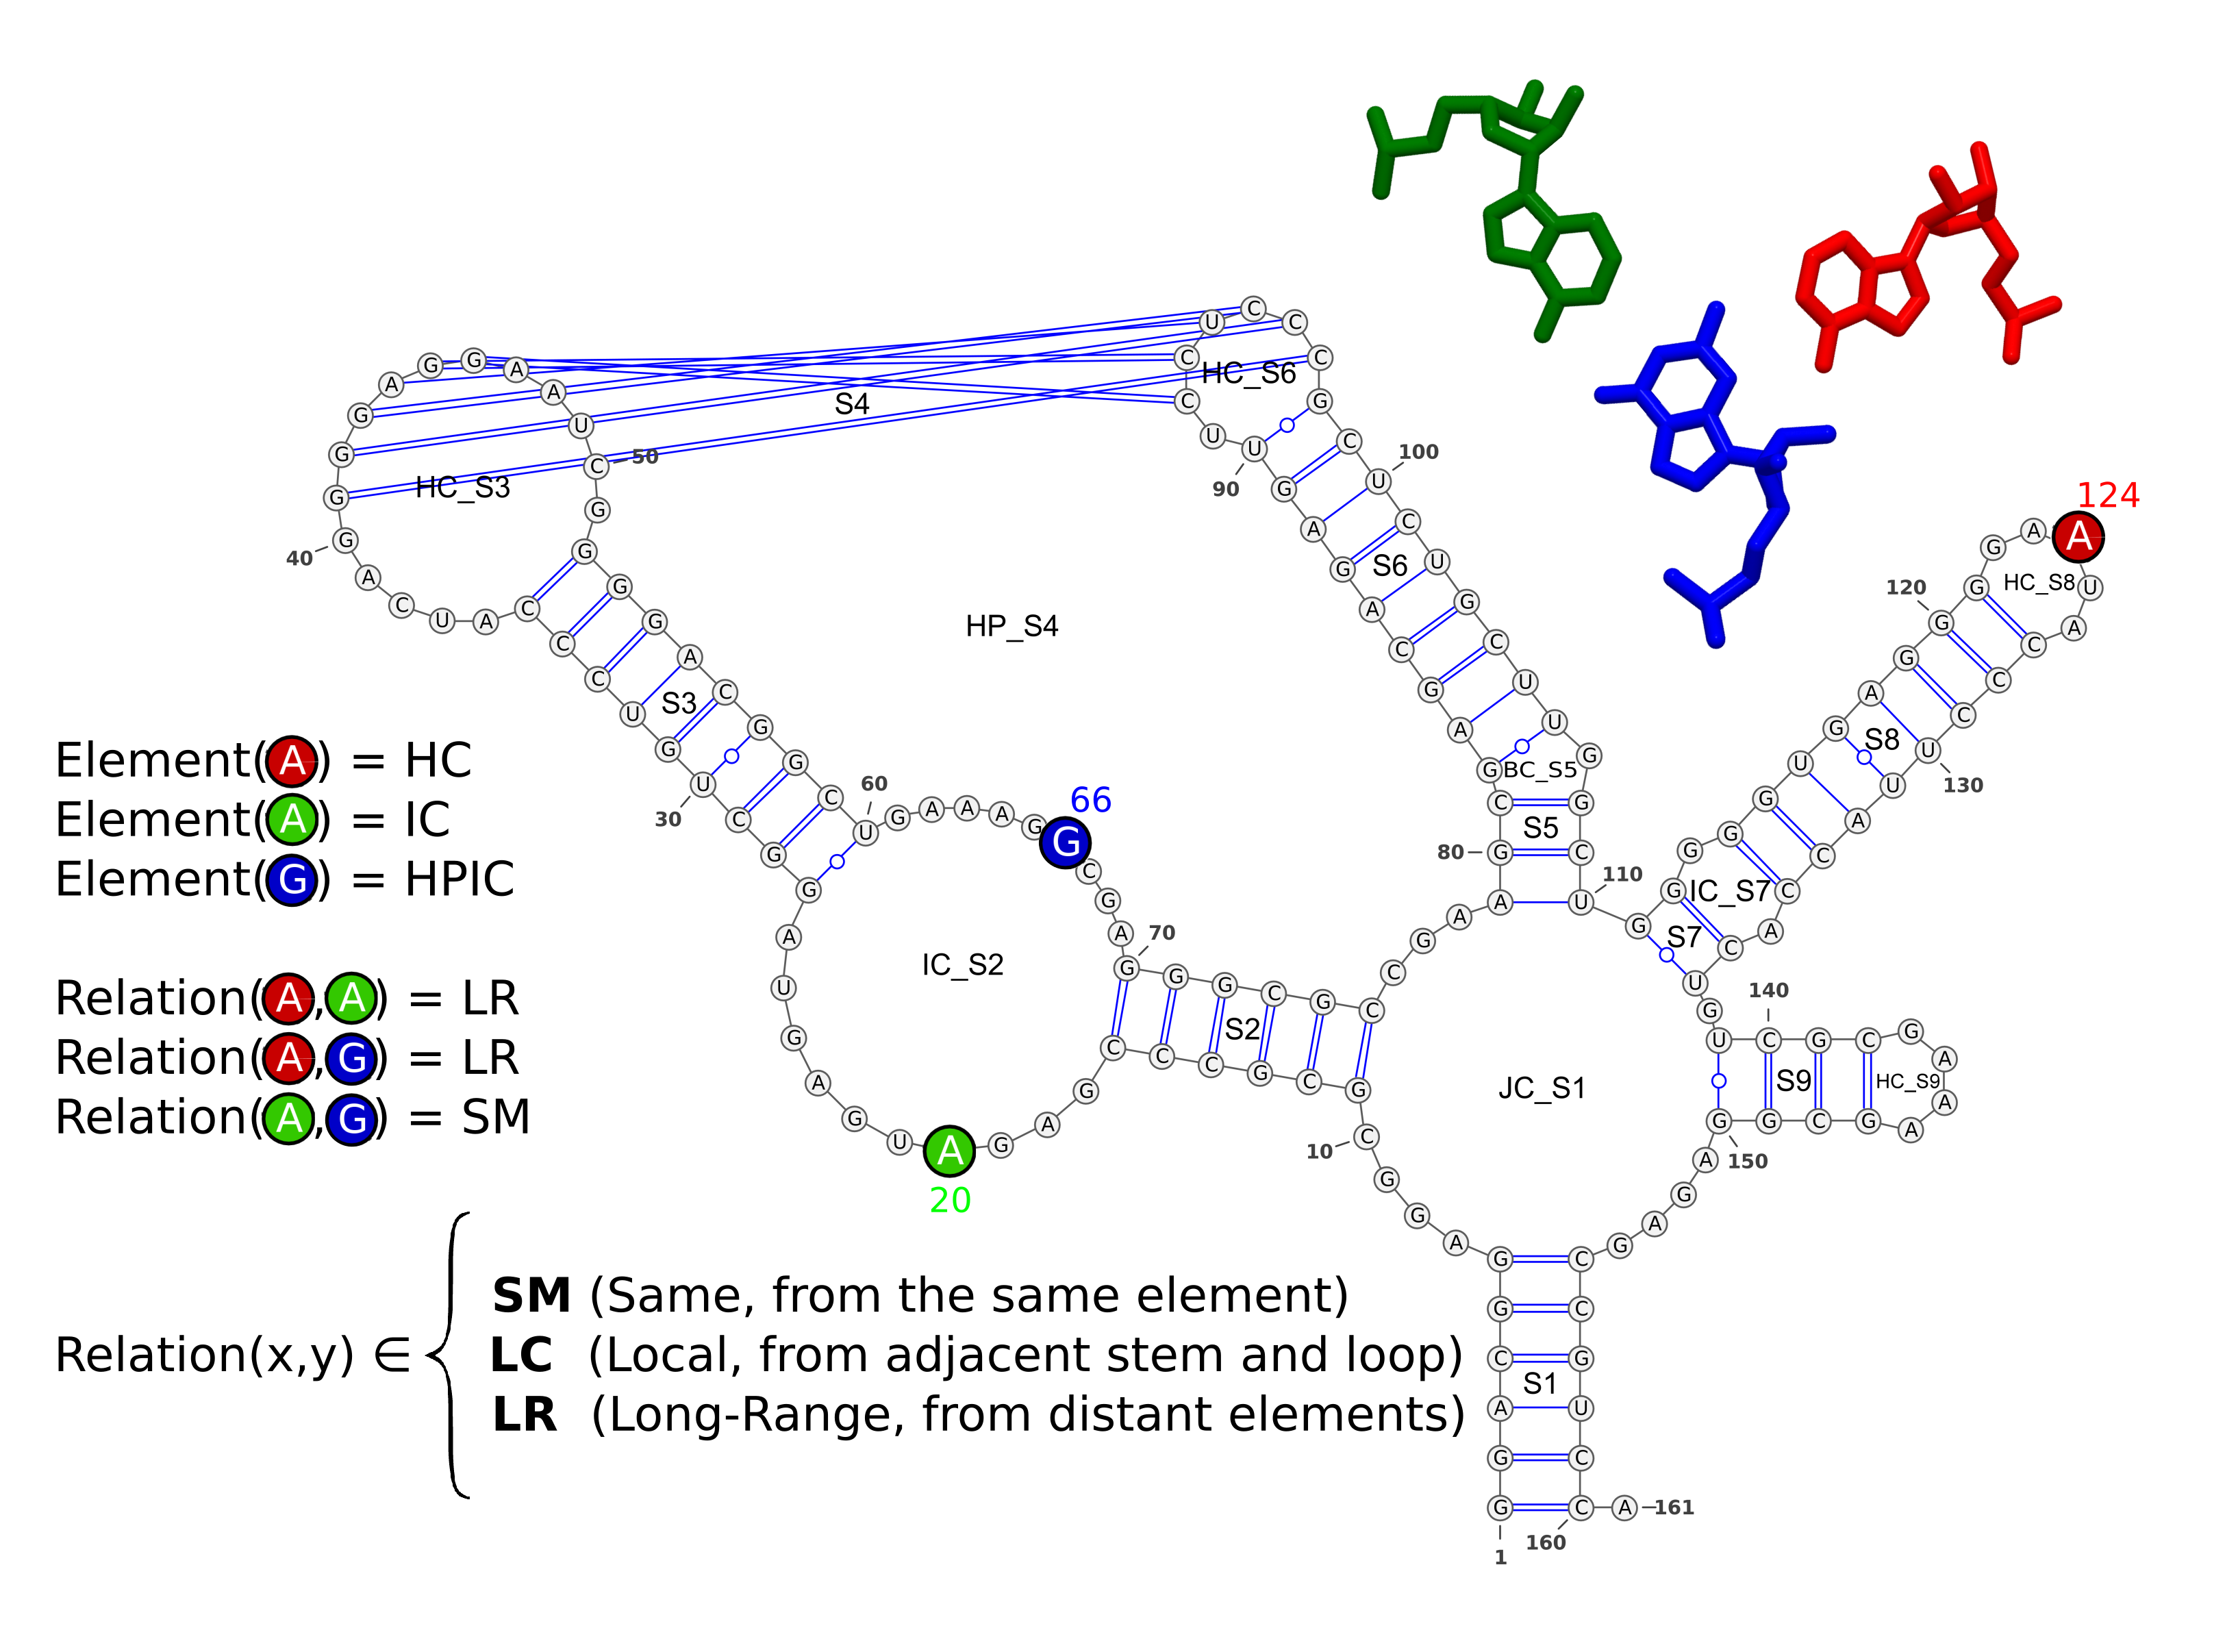 124
100
90
50
40
120
130
HC_S6
S4
HC_S3
HP_S4
S6
HC_S8
S3
S8
BC_S5
S5
66
60
30
80
110
IC_S7
S7
IC_S2
70
S2
20
10
JC_S1
140
S9
HC_S9
150
S1
1
160
161
GGACGGAGGCGCGCCCGAGAUGAGUAGGCUGUCCCAUCAGGGGAGGAAUCGGGGACGGCUGAAAGGCGAGGGCGCCGAAGCGAGCAGAGUUCCUCCCGCUCUGCUUGGCUGGGGGUGAGGGGAAUACCCUUACCACUGUCGCGAAAGCGGAGAGCCGUCCA
Element(A) = HC
Element(A) = IC
Element(G) = HPIC
Relation(A,A) = LR
Relation(A,G) = LR
Relation(A,G) = SM
Relation(x,y) ∈
SM (Same, from the same element)
LC (Local, from adjacent stem and loop)
LR (Long-Range, from distant elements)